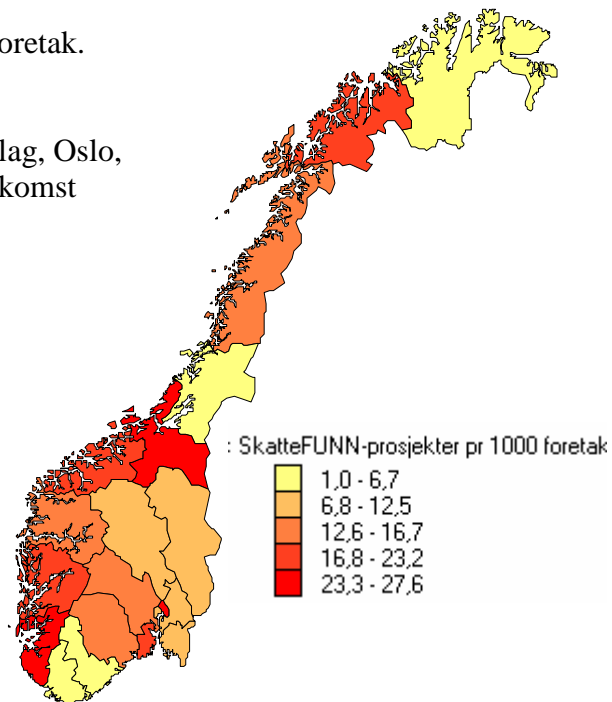 oretak.
lag, Oslo,
komst
: SkatteFUNN-prosjekter pr 1000 foretak
1,0 - 6,7
6,8 - 12,5
12,6 - 16,7
16,8 - 23,2
23,3 - 27,6